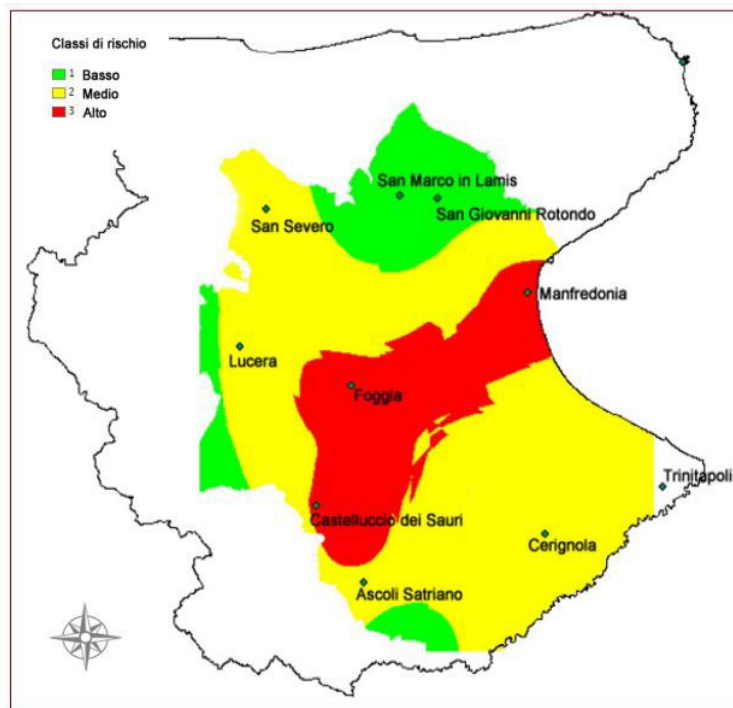 Classi di rischio
1 Basso
2 Medio
3 Alto
San Marco in Lamis
San Giovanni Rotondo
San Severo
Manfredonia
Lucera
Foggia
Trinitapoli
Castelluccio dei Sauri
Cerignola
Ascoli Satriano